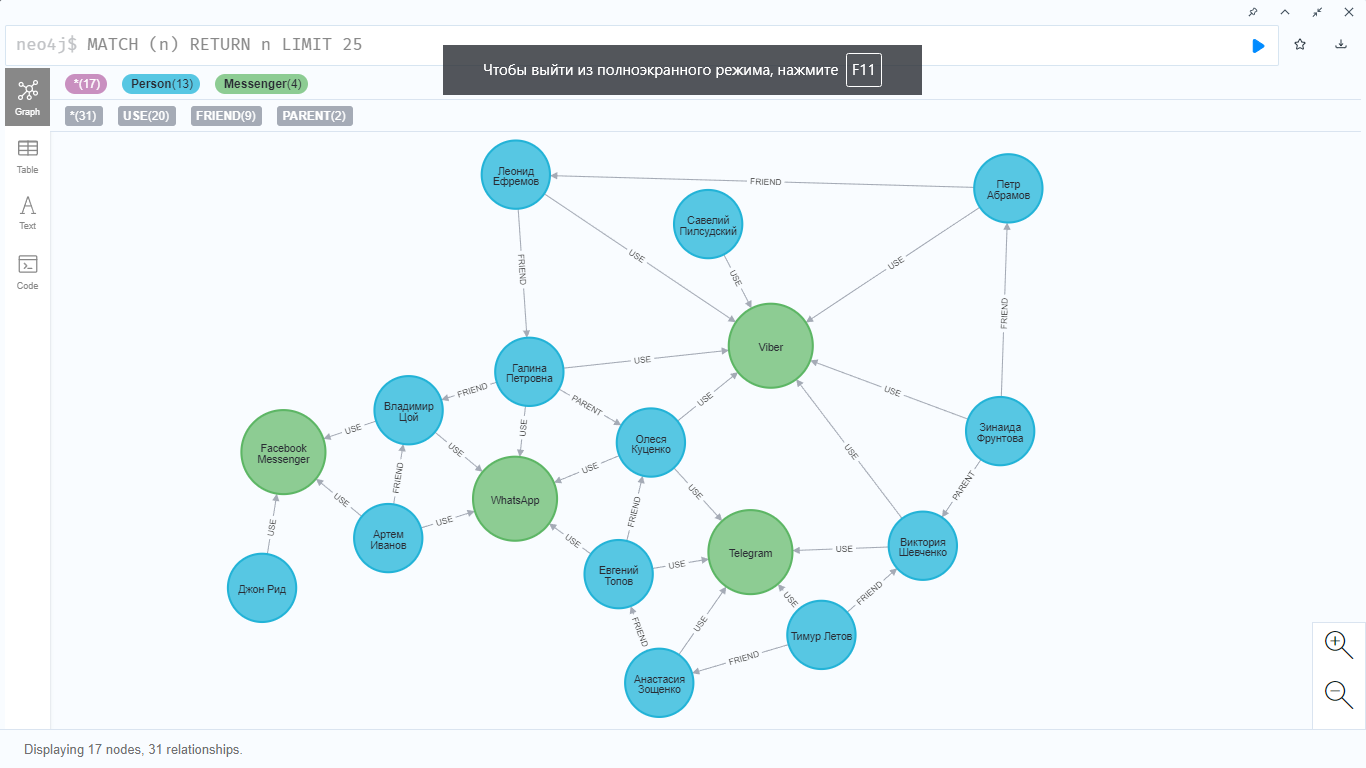 neo4j$ MATCH (n) RETURN n LIMIT 25
Чтобы выйти из полноэкранного режима, нажмите F11
*(17) Person(13) Messenger(4)
*(31) USE(20) FRIEND(9) PARENT(2)
Graph
Table
Text
Code
Леонид
Ефремов
FRIEND
Петр
Абрамов
Савелий
Пилсудский
USE
USE
USE
FRIEND
FRIEND
Viber
Галина
Петровна
USE
FRIEND
PARENT
USE
USE
USE
Владимир
Цой
Зинаида
Фрунтова
Олеся
Куценко
USE
USE
USE
Facebook
Messenger
USE
USE
FRIEND
PARENT
WhatsApp
USE
USE
FRIEND
Артем
Иванов
USE
USE
Telegram
USE
Виктория
Шевченко
Евгений
Топов
USE
Джон Рид
USE
FRIEND
USE
FRIEND
Тимур Летов
FRIEND
Анастасия
Зощенко
Displaying 17 nodes, 31 relationships.